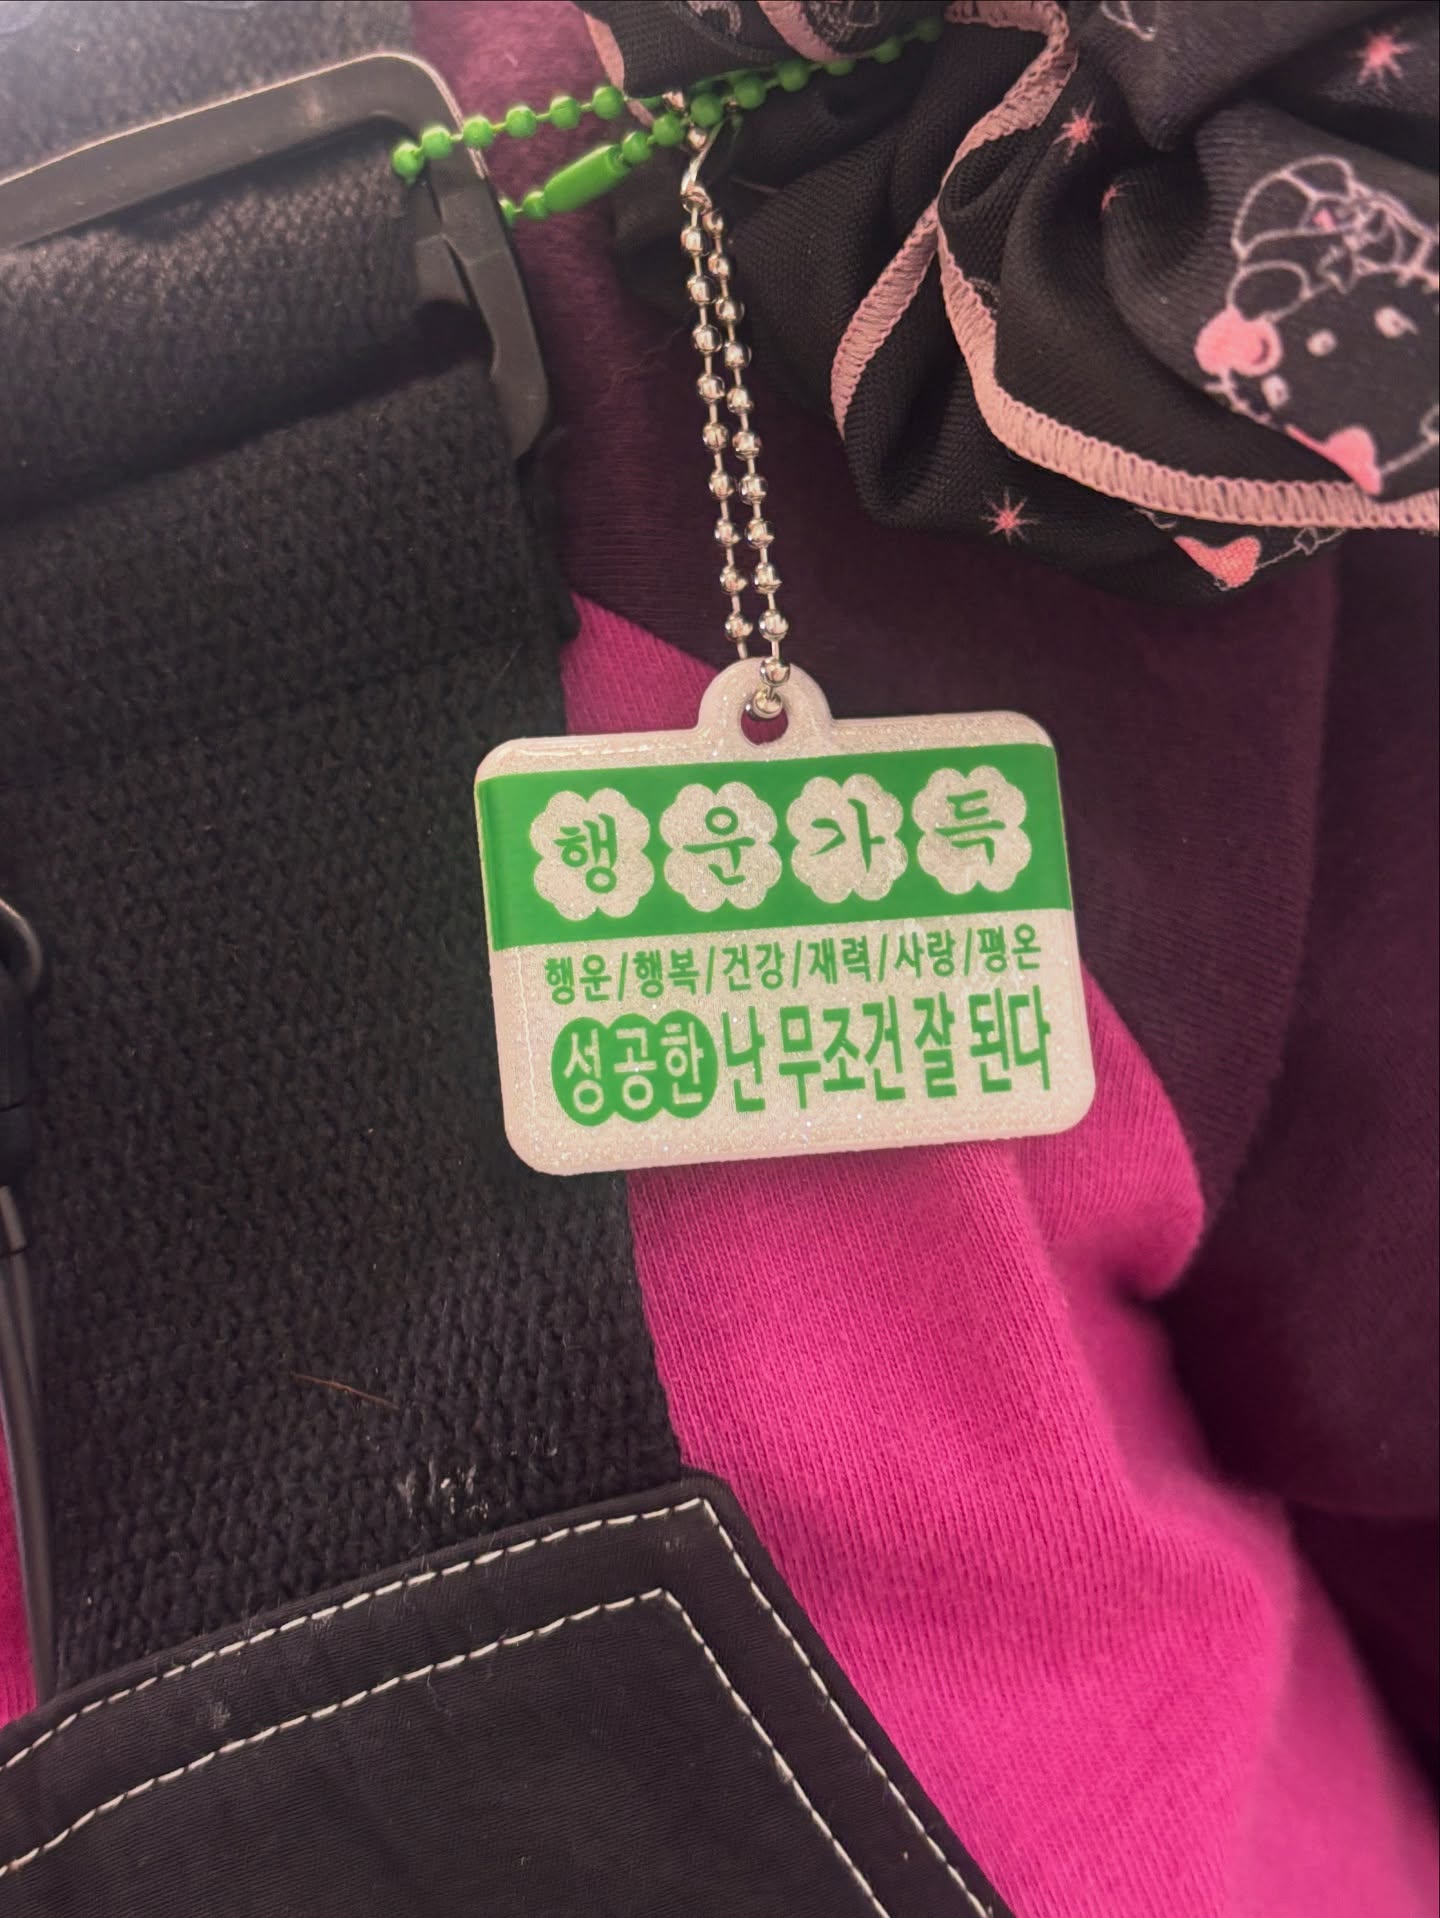 행운가득
행운/행복/건강/재력/사랑/평온
성공한 난 무조건 잘 된다